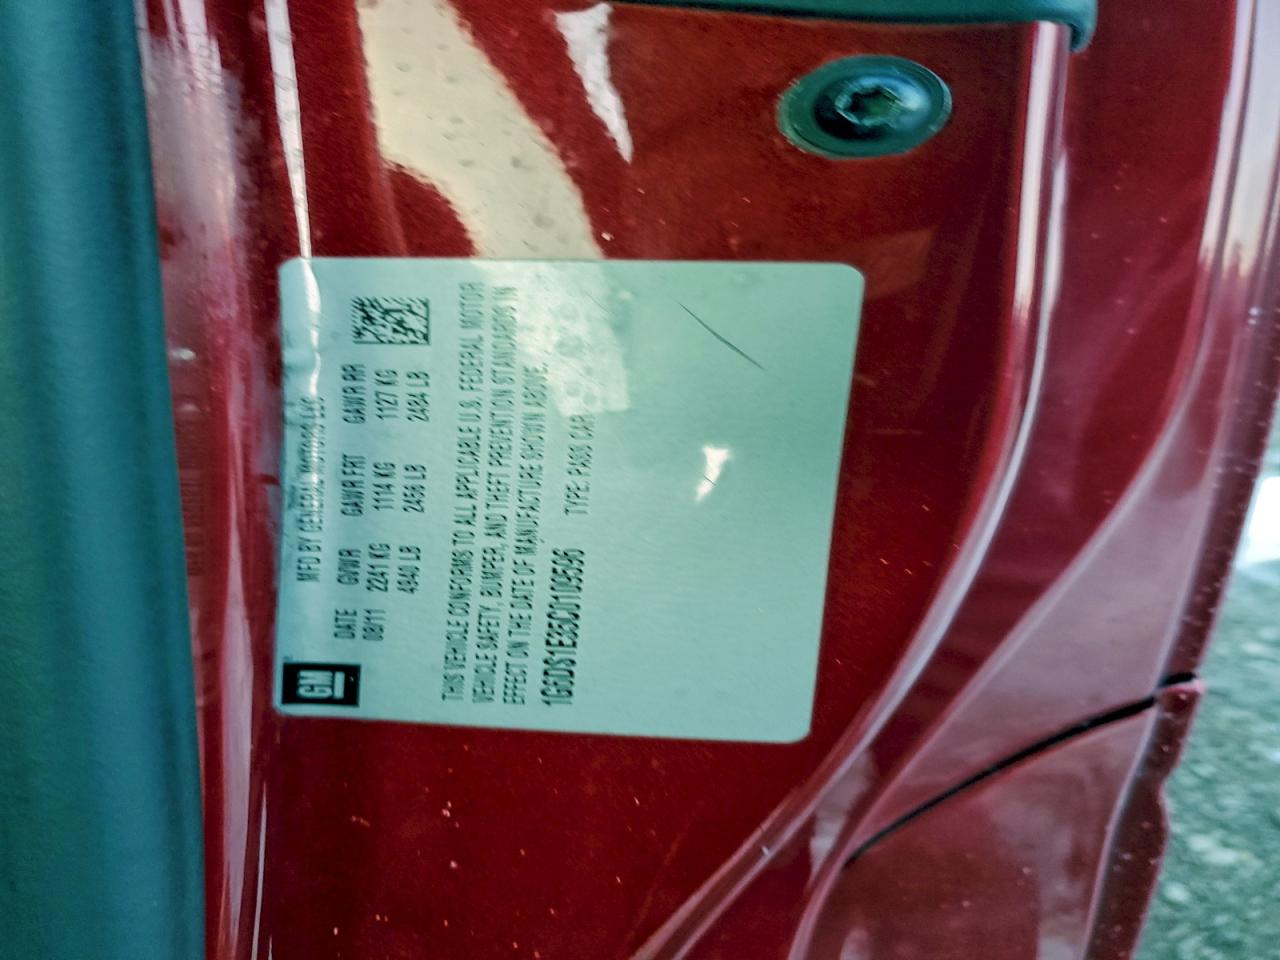 GM
MFD BY GENERAL MOTORS LLC
DATE GVWR GAWR FRT GAWR RR
08/11 2241 KG 1114 KG 1127 KG
4940 LB 2456 LB 2484 LB
THIS VEHICLE CONFORMS TO ALL APPLICABLE U.S. FEDERAL MOTOR
VEHICLE SAFETY, BUMPER, AND THEFT PREVENTION STANDARDS IN
EFFECT ON THE DATE OF MANUFACTURE SHOWN ABOVE.
1G6DS1E35C0109596 TYPE: PASS CAR